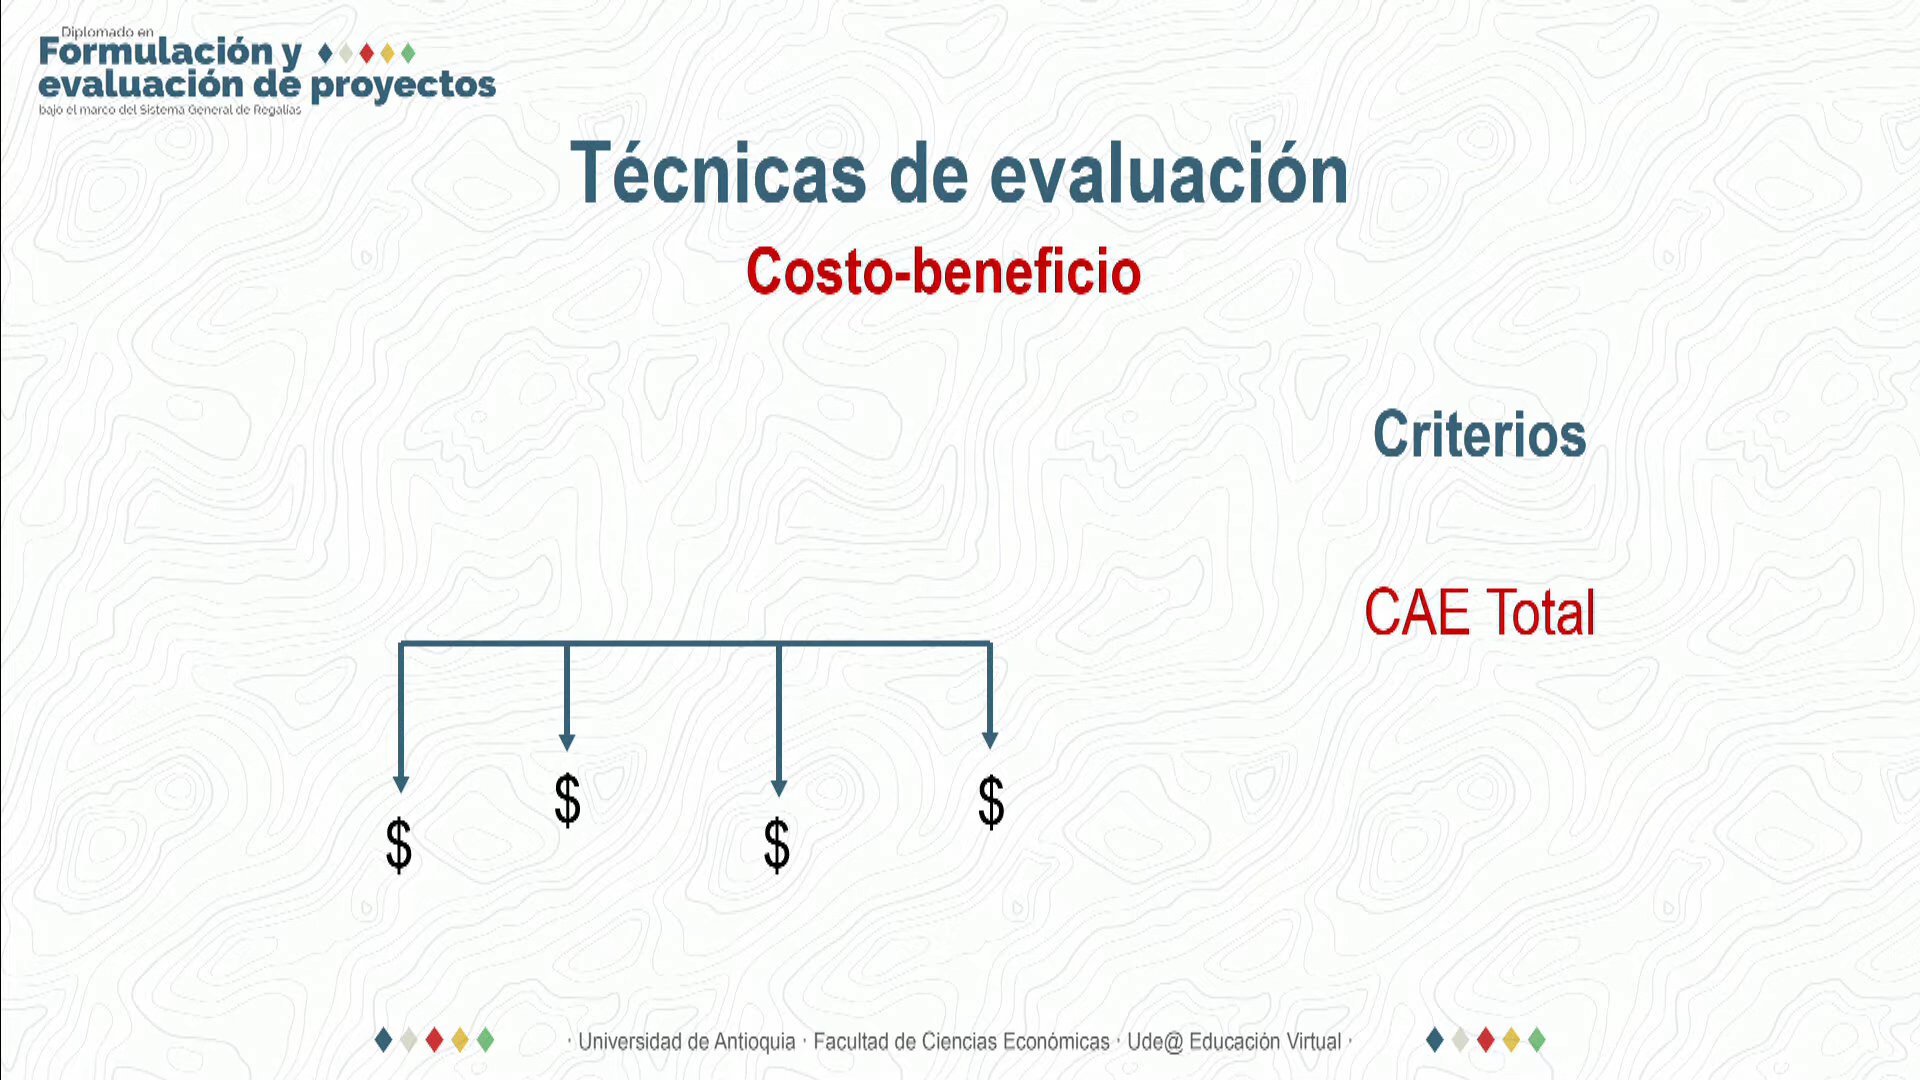 Diplomado en
Formulación y
evaluación de proyectos
bajo el marco del Sistema General de Regalías
Técnicas de evaluación
Costo-beneficio
Criterios
CAE Total
$
$
$
$
· Universidad de Antioquia · Facultad de Ciencias Económicas · Ude@ Educación Virtual ·